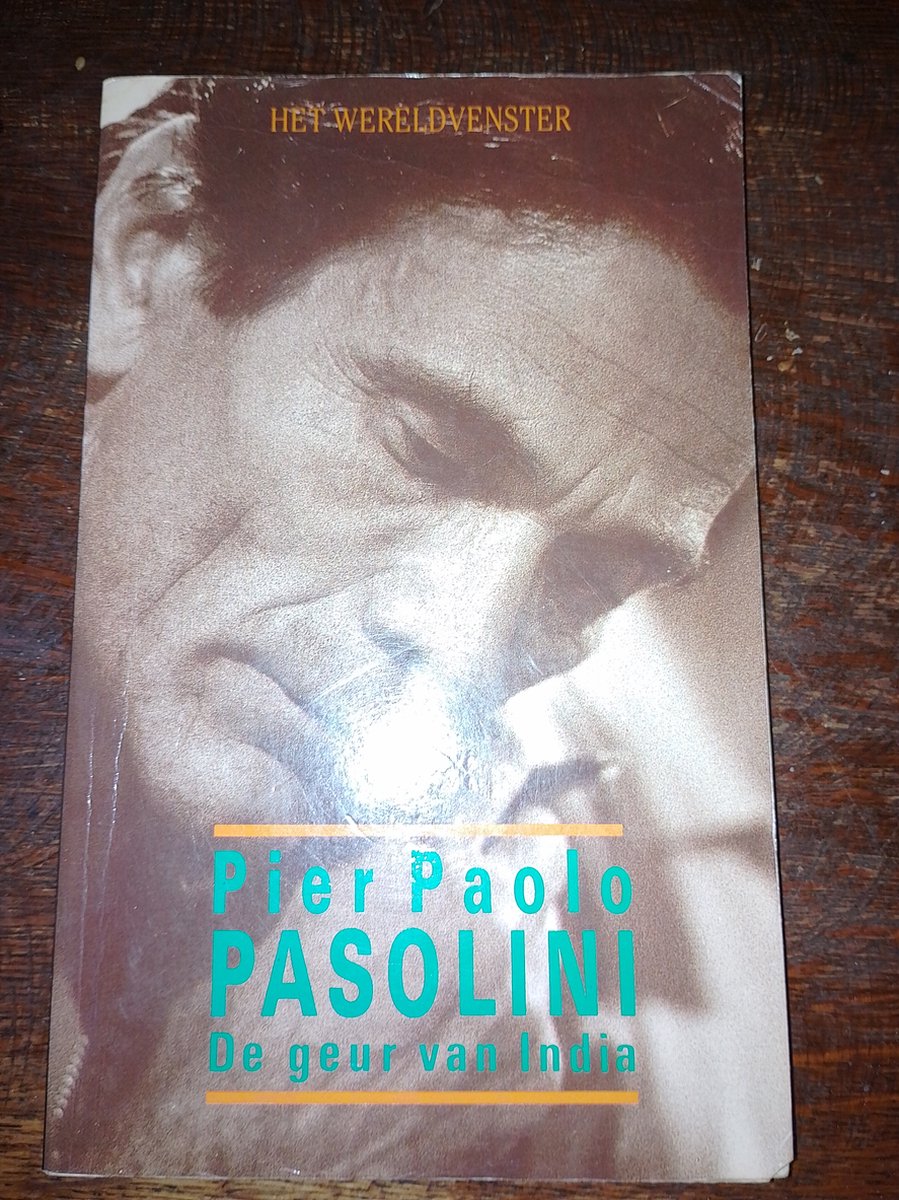 HET WERELDVENSTER
Pier Paolo
PASOLINI
De geur van India